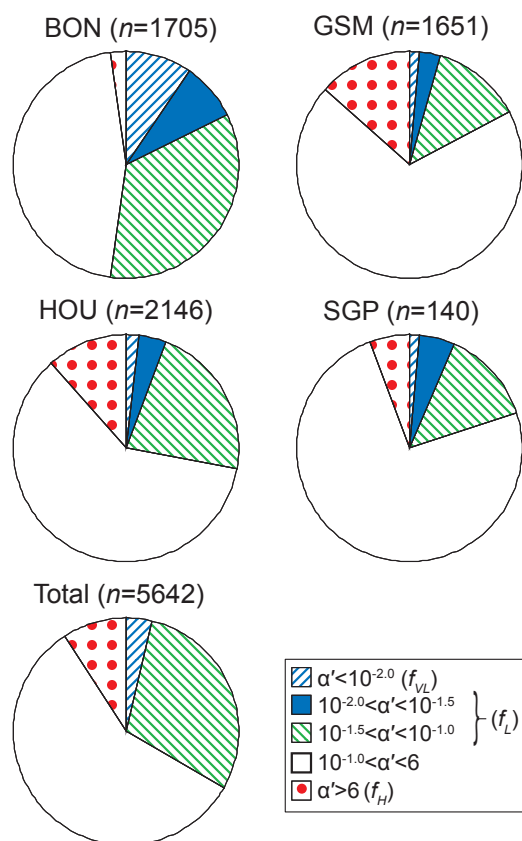 BON (n=1705)
GSM (n=1651)
HOU (n=2146)
SGP (n=140)
Total (n=5642)
α′<10⁻²·⁰ (f_VL)
10⁻²·⁰<α′<10⁻¹·⁵
10⁻¹·⁵<α′<10⁻¹·⁰
(f_L)
10⁻¹·⁰<α′<6
α′>6 (f_H)